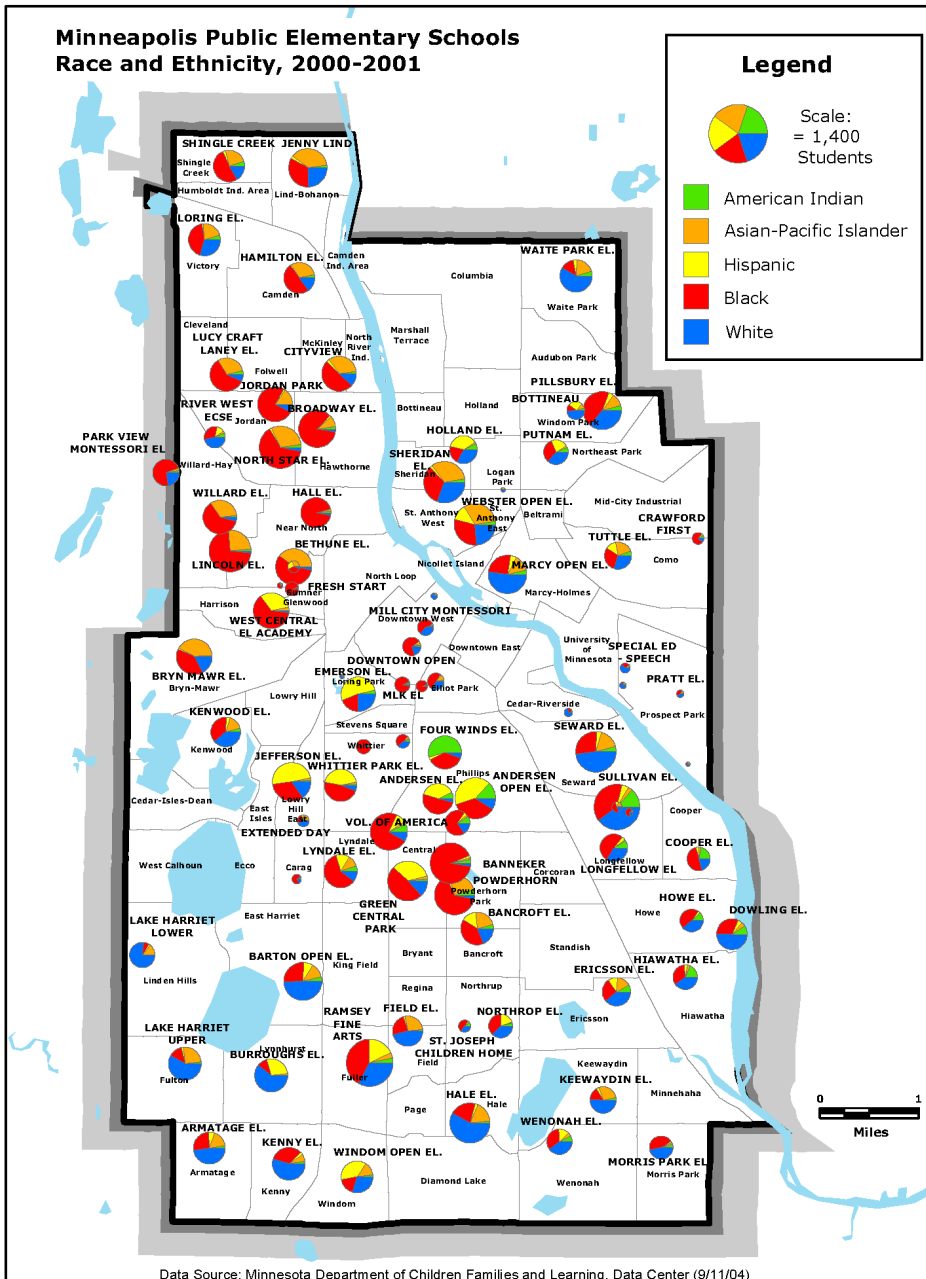 Minneapolis Public Elementary Schools
Race and Ethnicity, 2000-2001
Legend
Scale:
= 1,400
Students
American Indian
Asian-Pacific Islander
Hispanic
Black
White
SHINGLE CREEK
JENNY LIND
Shingle
Creek
Humboldt Ind. Area
Lind-Bohanon
LORING EL.
Victory
HAMILTON EL.
Camden
Ind. Area
Camden
WAITE PARK EL.
Columbia
Waite Park
Cleveland
LUCY CRAFT
LANEY EL.
Folwell
McKinley
CITYVIEW
North
River
Ind.
Marshall
Terrace
Audubon Park
JORDAN PARK
RIVER WEST
ECSE
Jordan
BROADWAY EL.
Bottineau
Holland
PILLSBURY EL.
BOTTINEAU
Windom Park
PARK VIEW
MONTESSORI EL
Willard-Hay
NORTH STAR EL.
Hawthorne
HOLLAND EL.
PUTNAM EL.
Northeast Park
SHERIDAN
EL.
Sheridan
Logan
Park
WILLARD EL.
HALL EL.
Near North
St. Anthony
West
WEBSTER OPEN EL.
St.
Anthony
East
Beltrami
Mid-City Industrial
CRAWFORD
FIRST
TUTTLE EL.
Como
LINCOLN EL.
BETHUNE EL.
FRESH START
Sumner
Glenwood
North Loop
Nicollet Island
MARCY OPEN EL.
Marcy-Holmes
Harrison
WEST CENTRAL
EL ACADEMY
MILL CITY MONTESSORI
Downtown West
Downtown East
University
of
Minnesota
SPECIAL ED
- SPEECH
PRATT EL.
Prospect Park
BRYN MAWR EL.
Bryn-Mawr
DOWNTOWN OPEN
EMERSON EL.
Loring Park
MLK EL
Elliot Park
Lowry Hill
Cedar-Riverside
KENWOOD EL.
Kenwood
Stevens Square
Whittier
FOUR WINDS EL.
SEWARD EL.
Seward
JEFFERSON EL.
WHITTIER PARK EL.
Phillips
ANDERSEN EL.
ANDERSEN
OPEN EL.
SULLIVAN EL.
Cooper
Cedar-Isles-Dean
East
Isles
Lowry
Hill
East
EXTENDED DAY
VOL. OF AMERICA
Lyndale
Central
West Calhoun
Ecco
Carag
LYNDALE EL.
BANNEKER
Corcoran
Longfellow
LONGFELLOW EL
COOPER EL.
POWDERHORN
Powderhorn
Park
GREEN
CENTRAL
PARK
HOWE EL.
Howe
DOWLING EL.
LAKE HARRIET
LOWER
Linden Hills
East Harriet
BANCROFT EL.
Bancroft
Standish
BARTON OPEN EL.
King Field
Bryant
ERICSSON EL.
HIAWATHA EL.
Regina
Northrup
Ericsson
Hiawatha
RAMSEY
FINE
ARTS
Fuller
FIELD EL.
NORTHROP EL.
ST. JOSEPH
CHILDREN HOME
Field
LAKE HARRIET
UPPER
Fulton
Lynnhurst
BURROUGHS EL.
Keewaydin
KEEWAYDIN EL.
Minnehaha
Page
HALE EL.
Hale
WENONAH EL.
Wenonah
0 1
Miles
ARMATAGE EL.
Armatage
KENNY EL.
Kenny
WINDOM OPEN EL.
Windom
Diamond Lake
MORRIS PARK EL
Morris Park
Data Source: Minnesota Department of Children Families and Learning, Data Center (9/11/04)